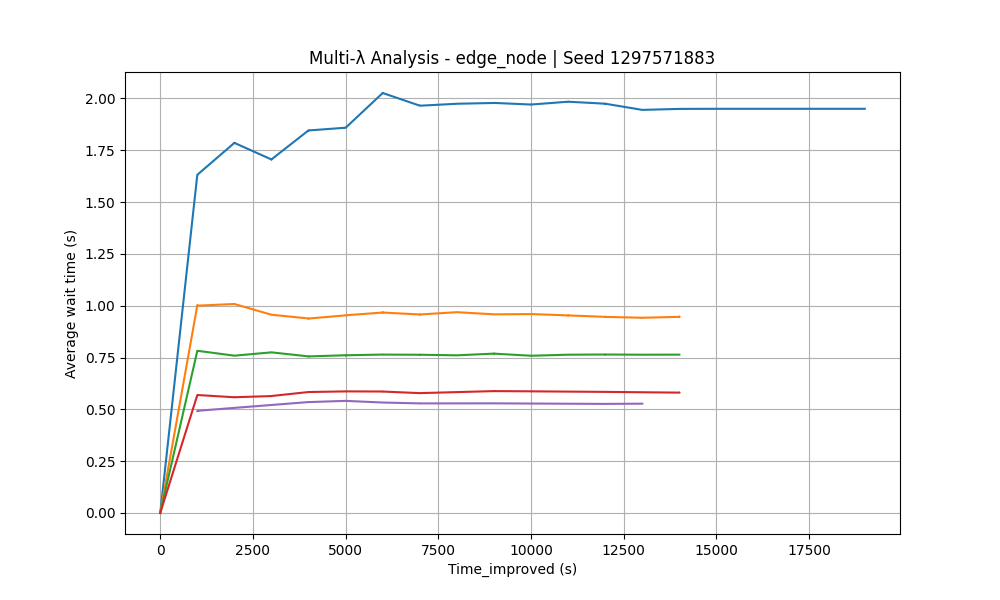 Multi-λ Analysis - edge_node | Seed 1297571883
Average wait time (s)
2.00
1.75
1.50
1.25
1.00
0.75
0.50
0.25
0.00
0 2500 5000 7500 10000 12500 15000 17500
Time_improved (s)